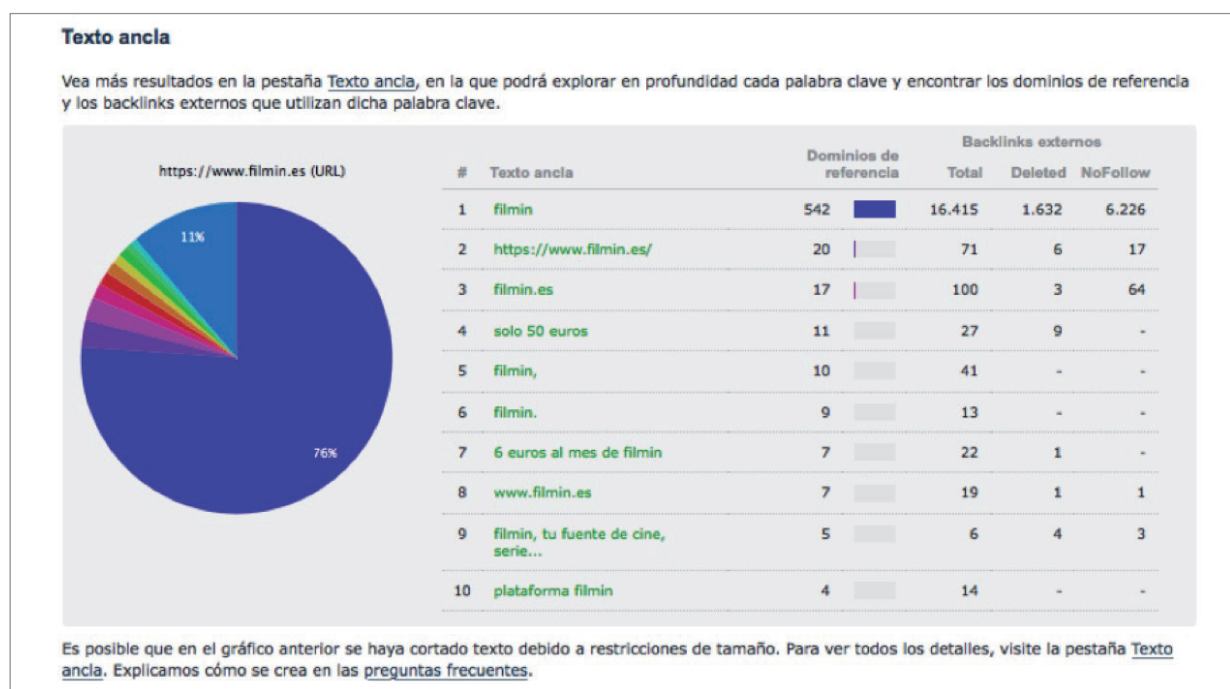 Texto ancla
Vea más resultados en la pestaña Texto ancla, en la que podrá explorar en profundidad cada palabra clave y encontrar los dominios de referencia
y los backlinks externos que utilizan dicha palabra clave.
https://www.filmin.es (URL)
11%
76%
Backlinks externos
# Texto ancla Dominios de referencia Total Deleted NoFollow
1 filmin 542 16.415 1.632 6.226
2 https://www.filmin.es/ 20 71 6 17
3 filmin.es 17 100 3 64
4 solo 50 euros 11 27 9 -
5 filmin, 10 41 - -
6 filmin. 9 13 - -
7 6 euros al mes de filmin 7 22 1 -
8 www.filmin.es 7 19 1 1
9 filmin, tu fuente de cine, 5 6 4 3
serie...
10 plataforma filmin 4 14 - -
Es posible que en el gráfico anterior se haya cortado texto debido a restricciones de tamaño. Para ver todos los detalles, visite la pestaña Texto
ancla. Explicamos cómo se crea en las preguntas frecuentes.